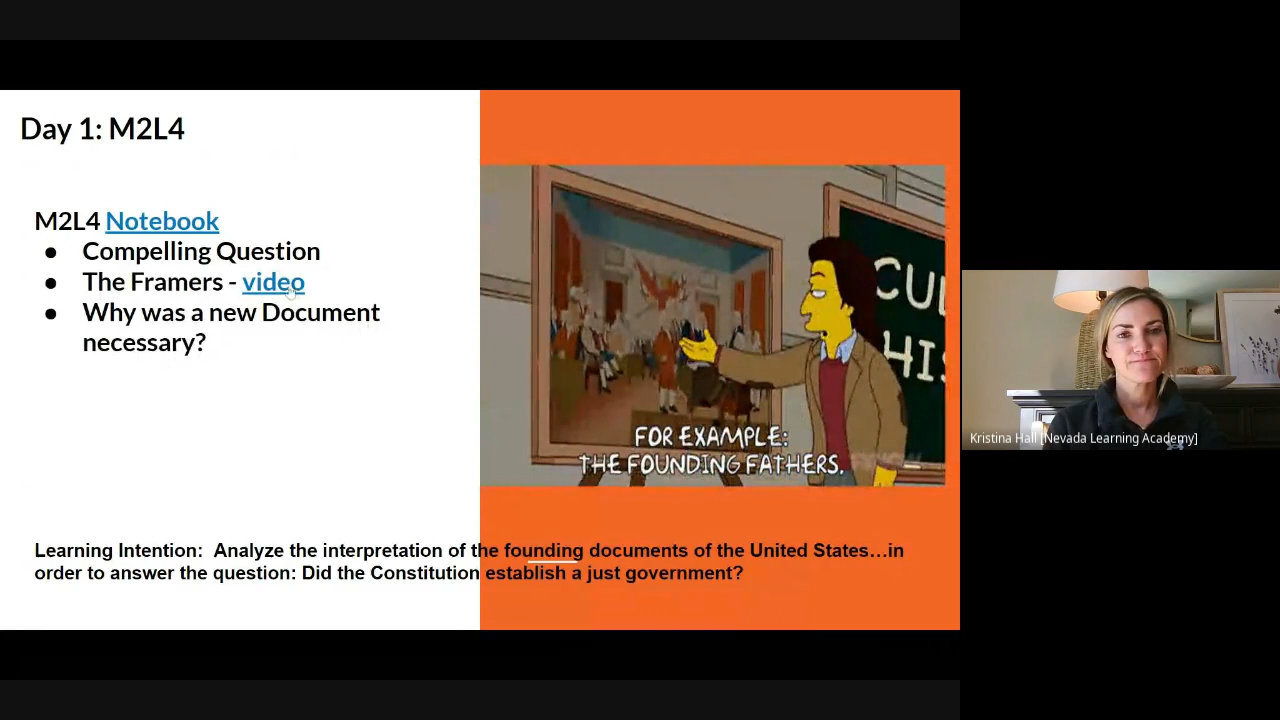 Day 1: M2L4
M2L4 Notebook
● Compelling Question
● The Framers - video
● Why was a new Document
necessary?
CUL
HIS
FOR EXAMPLE:
THE FOUNDING FATHERS.
Learning Intention: Analyze the interpretation of the founding documents of the United States…in
order to answer the question: Did the Constitution establish a just government?
Kristina Hall [Nevada Learning Academy]